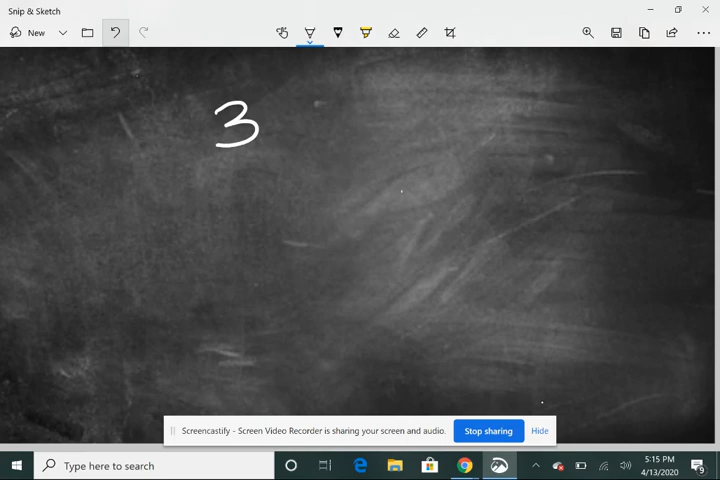 Snip & Sketch
New
3
Screencastify - Screen Video Recorder is sharing your screen and audio.
Stop sharing
Hide
Type here to search
5:15 PM
4/13/2020
9